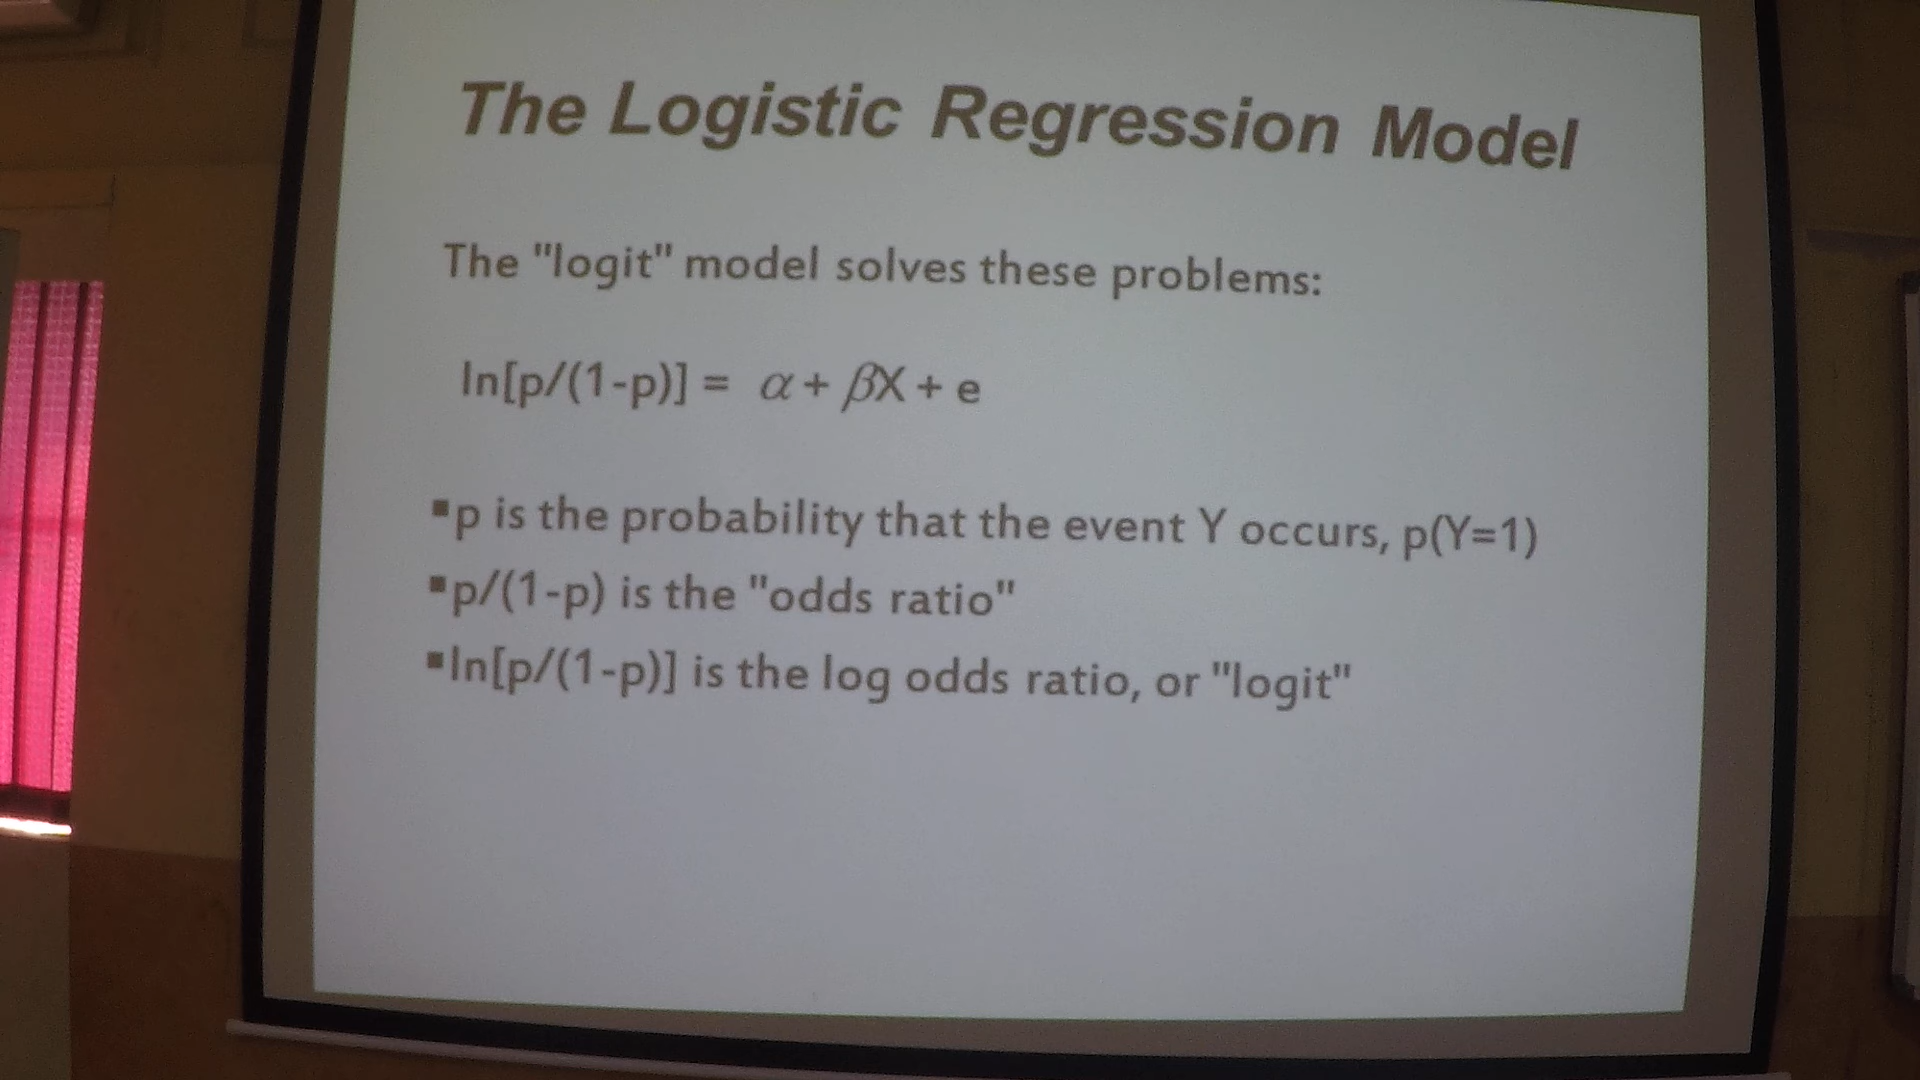 The Logistic Regression Model
The "logit" model solves these problems:
ln[p/(1-p)] = α + βX + e
▪p is the probability that the event Y occurs, p(Y=1)
▪p/(1-p) is the "odds ratio"
▪ln[p/(1-p)] is the log odds ratio, or "logit"